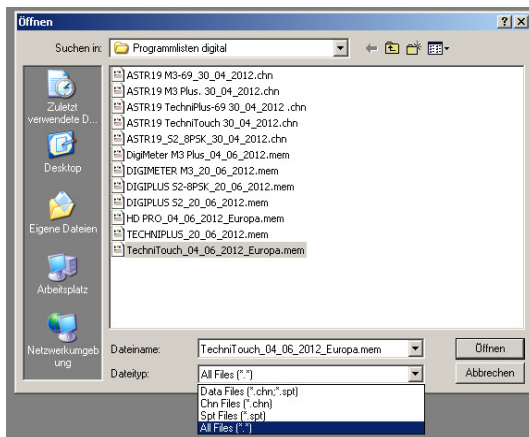 Öffnen
Suchen in:
Programmlisten digital
Zuletzt
verwendete D...
Desktop
Eigene Dateien
Arbeitsplatz
Netzwerkumgeb
ung
ASTR19 M3-69_30_04_2012.chn
ASTR19 M3 Plus. 30_04_2012.chn
ASTR19 TechniPlus-69 30_04_2012 .chn
ASTR19 TechniTouch 30_04_2012.chn
ASTR19_S2_8PSK_30_04_2012.chn
DigiMeter M3 Plus_04_06_2012.mem
DIGIMETER M3_20_06_2012.mem
DIGIPLUS S2-8PSK_20_06_2012.mem
DIGIPLUS S2_20_06_2012.mem
HD PRO_04_06_2012_Europa.mem
TECHNIPLUS_20_06_2012.mem
TechniTouch_04_06_2012_Europa.mem
Dateiname:
TechniTouch_04_06_2012_Europa.mem
Öffnen
Dateityp:
All Files (*.*)
Abbrechen
Data Files (*.chn;*.spt)
Chn Files (*.chn)
Spt Files (*.spt)
All Files (*.*)